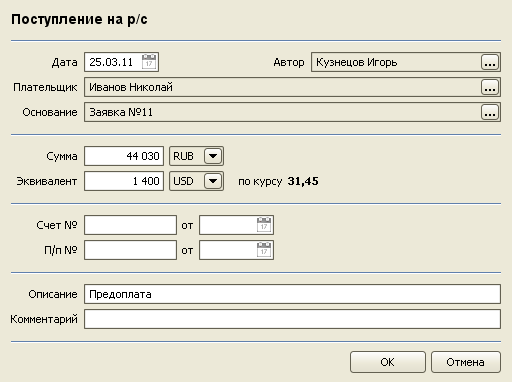 Поступление на р/с
Дата 25.03.11 17 Автор Кузнецов Игорь ...
Плательщик Иванов Николай ...
Основание Заявка №11 ...
Сумма 44 030 RUB
Эквивалент 1 400 USD по курсу 31,45
Счет № от 17
П/п № от 17
Описание Предоплата
Комментарий
OK Отмена